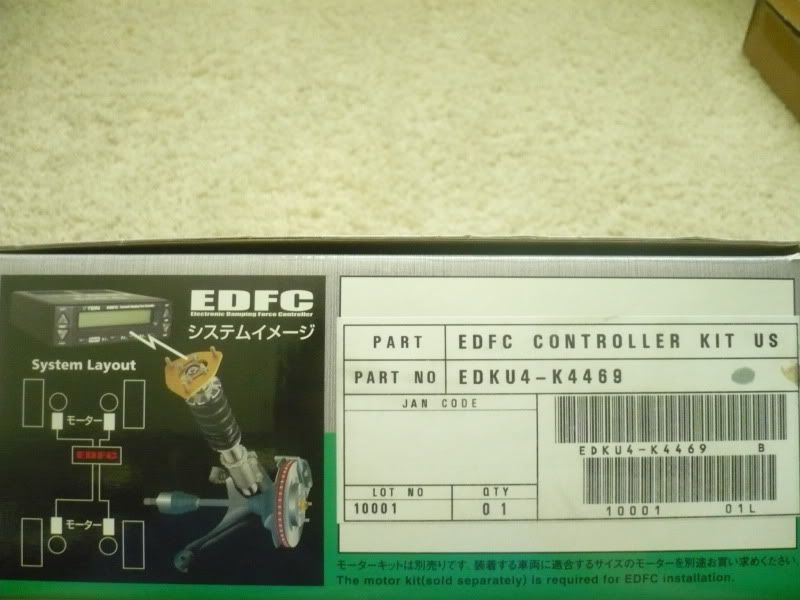 EDFC
Electronic Damping Force Controller
システムイメージ
TEIN
System Layout
モーター
EDFC
モーター
PART EDFC CONTROLLER KIT US
PART NO EDKU4-K4469
JAN CODE
EDKU4-K4469 B
LOT NO QTY
10001 01
10001 01L
モーターキットは別売りです。装着する車両に適合するサイズのモーターを別途お買い求めください。
The motor kit(sold separately) is required for EDFC installation.